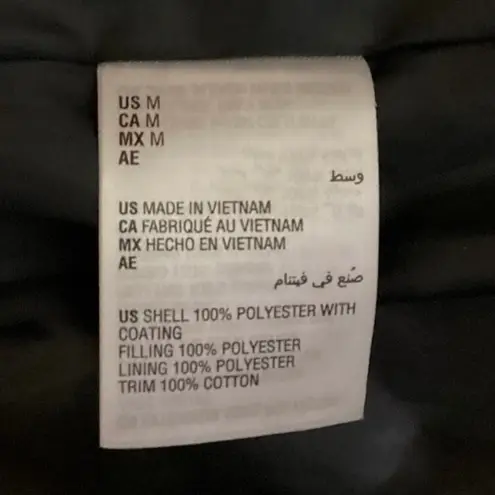 US M
CA M
MX M
AE
وسط
US MADE IN VIETNAM
CA FABRIQUÉ AU VIETNAM
MX HECHO EN VIETNAM
AE
صُنع في فيتنام
US SHELL 100% POLYESTER WITH
COATING
FILLING 100% POLYESTER
LINING 100% POLYESTER
TRIM 100% COTTON